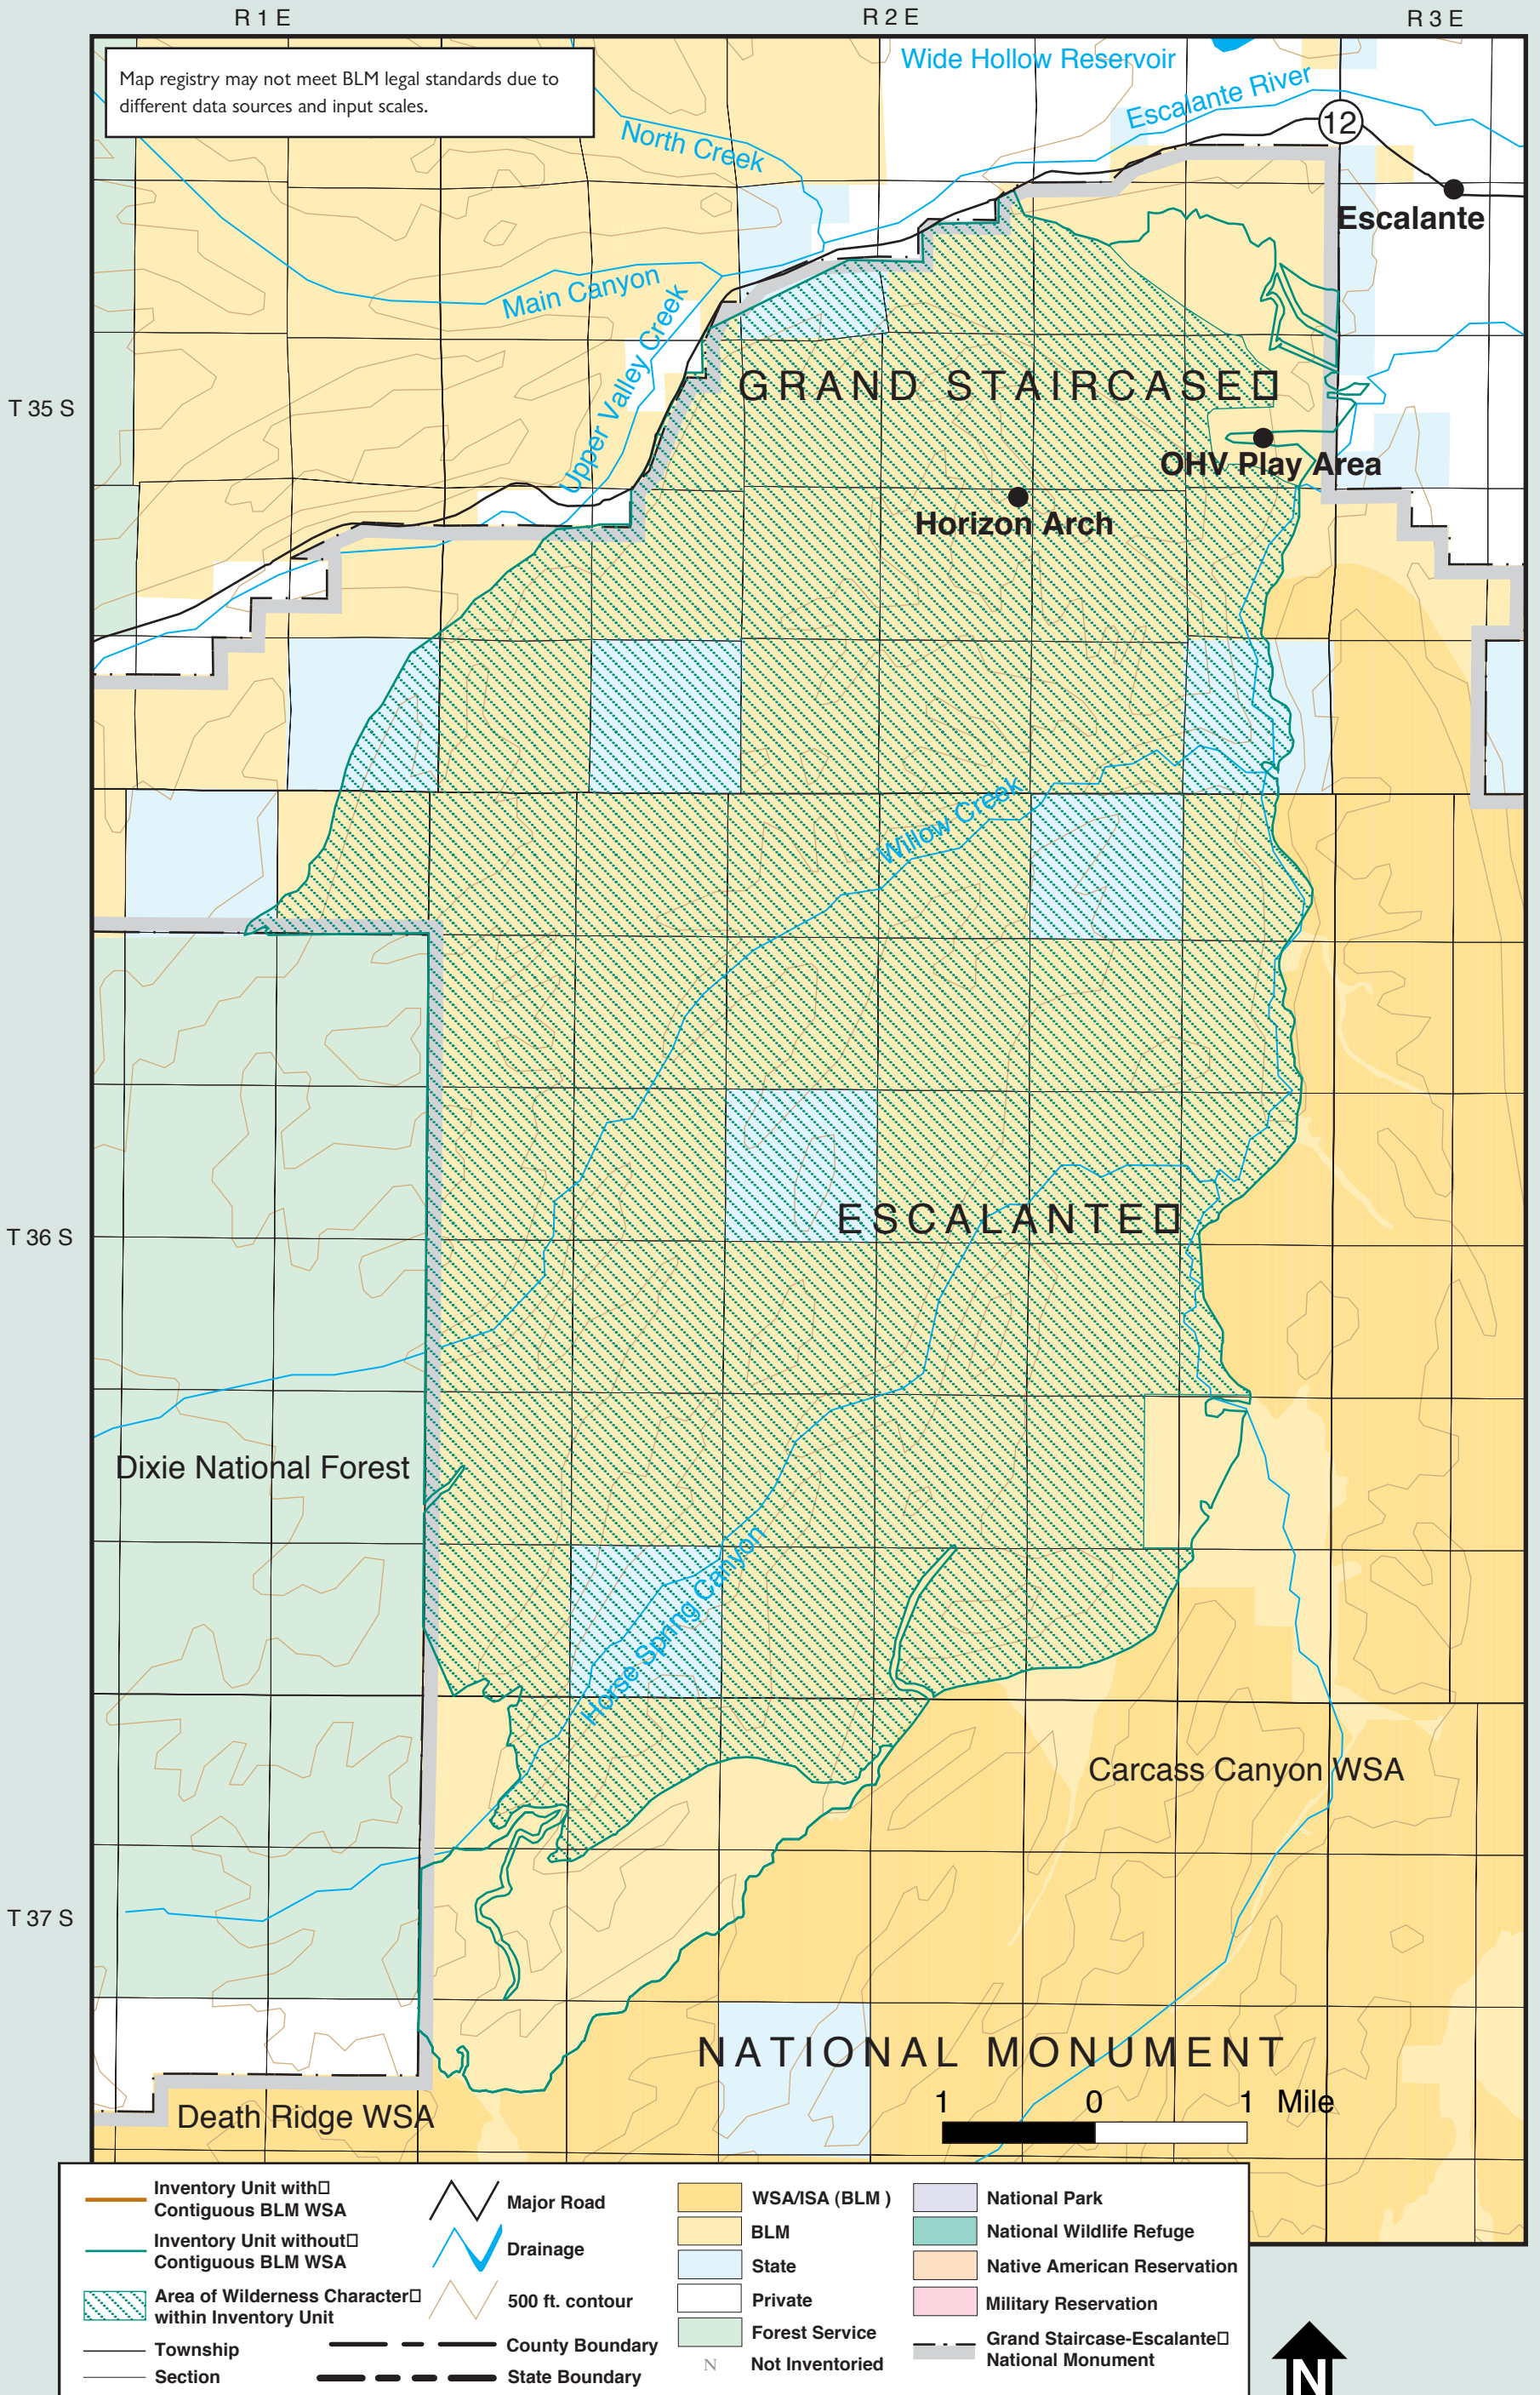 R 1 E
R 2 E
R 3 E
Map registry may not meet BLM legal standards due to
different data sources and input scales.
Wide Hollow Reservoir
Escalante River
12
North Creek
Escalante
Main Canyon
Upper Valley Creek
T 35 S
GRAND STAIRCASE
OHV Play Area
Horizon Arch
Willow Creek
T 36 S
ESCALANTE
Dixie National Forest
Horse Spring Canyon
Carcass Canyon WSA
T 37 S
NATIONAL MONUMENT
1 0 1 Mile
Death Ridge WSA
Inventory Unit with
Contiguous BLM WSA
Inventory Unit without
Contiguous BLM WSA
Area of Wilderness Character
within Inventory Unit
Township
Section
Major Road
Drainage
500 ft. contour
County Boundary
State Boundary
WSA/ISA (BLM )
BLM
State
Private
Forest Service
N Not Inventoried
National Park
National Wildlife Refuge
Native American Reservation
Military Reservation
Grand Staircase-Escalante
National Monument
N